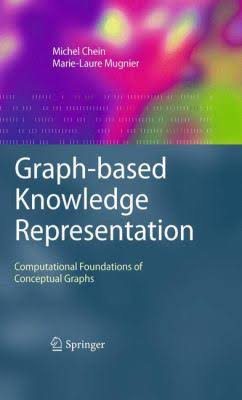 Michel Chein
Marie-Laure Mugnier
Graph-based
Knowledge
Representation
Computational Foundations of
Conceptual Graphs
Springer